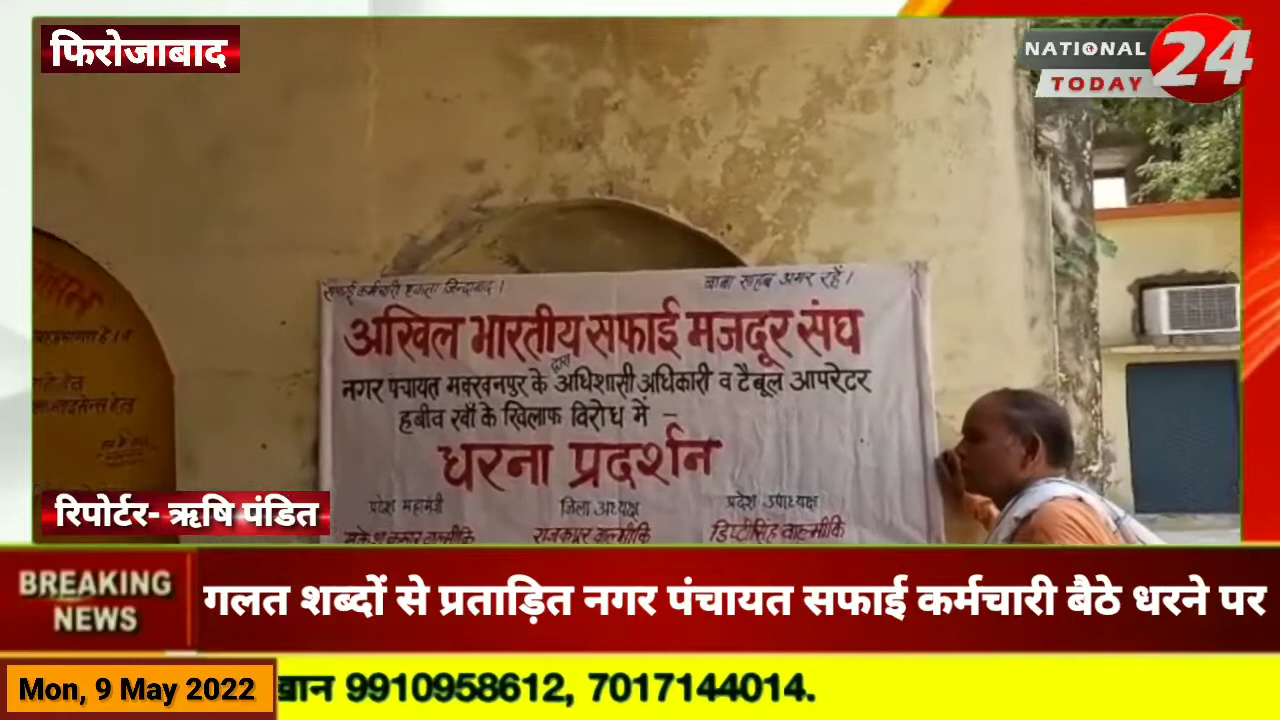 फिरोजाबाद
NATIONAL
TODAY
24
सफाई कर्मचारी एकता जिन्दाबाद।
बाबा साहब अमर रहें।
अखिल भारतीय सफाई मजदूर संघ
द्वारा
नगर पंचायत मक्खनपुर के अधिशासी अधिकारी व टैबूल आपरेटर
हबीव खाँ के खिलाफ विरोध में -
धरना प्रदर्शन
प्रदेश महामंत्री
जिला अध्यक्ष
प्रदेश उपाध्यक्ष
मुकेश कुमार वाल्मीकि
राजकपूर वाल्मीकि
डिप्टीसिंह वाल्मीकि
रिपोर्टर- ऋषि पंडित
BREAKING
NEWS
गलत शब्दों से प्रताड़ित नगर पंचायत सफाई कर्मचारी बैठे धरने पर
Mon, 9 May 2022
खान 9910958612, 7017144014.